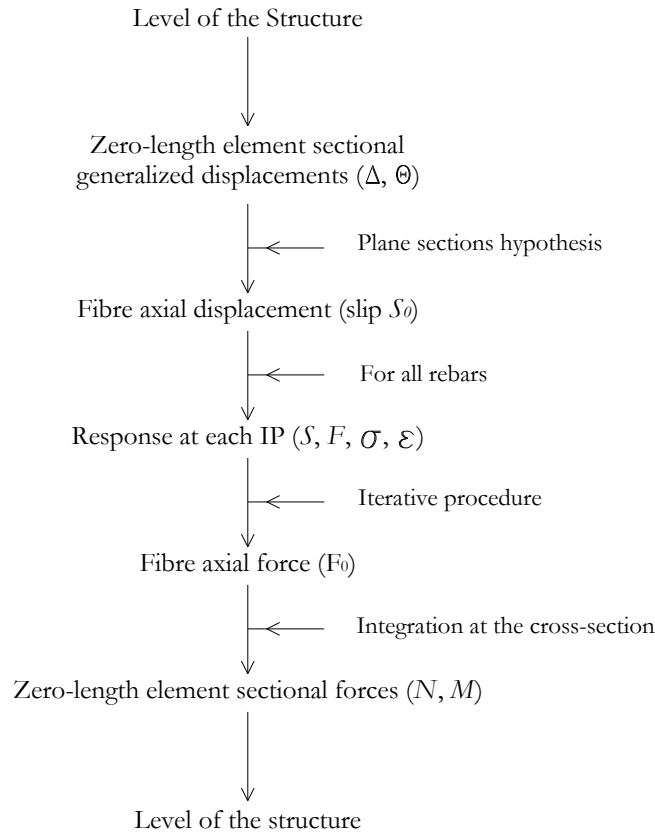 Level of the Structure
Zero-length element sectional
generalized displacements (Δ, Θ)
Plane sections hypothesis
Fibre axial displacement (slip S₀)
For all rebars
Response at each IP (S, F, σ, ε)
Iterative procedure
Fibre axial force (F₀)
Integration at the cross-section
Zero-length element sectional forces (N, M)
Level of the structure